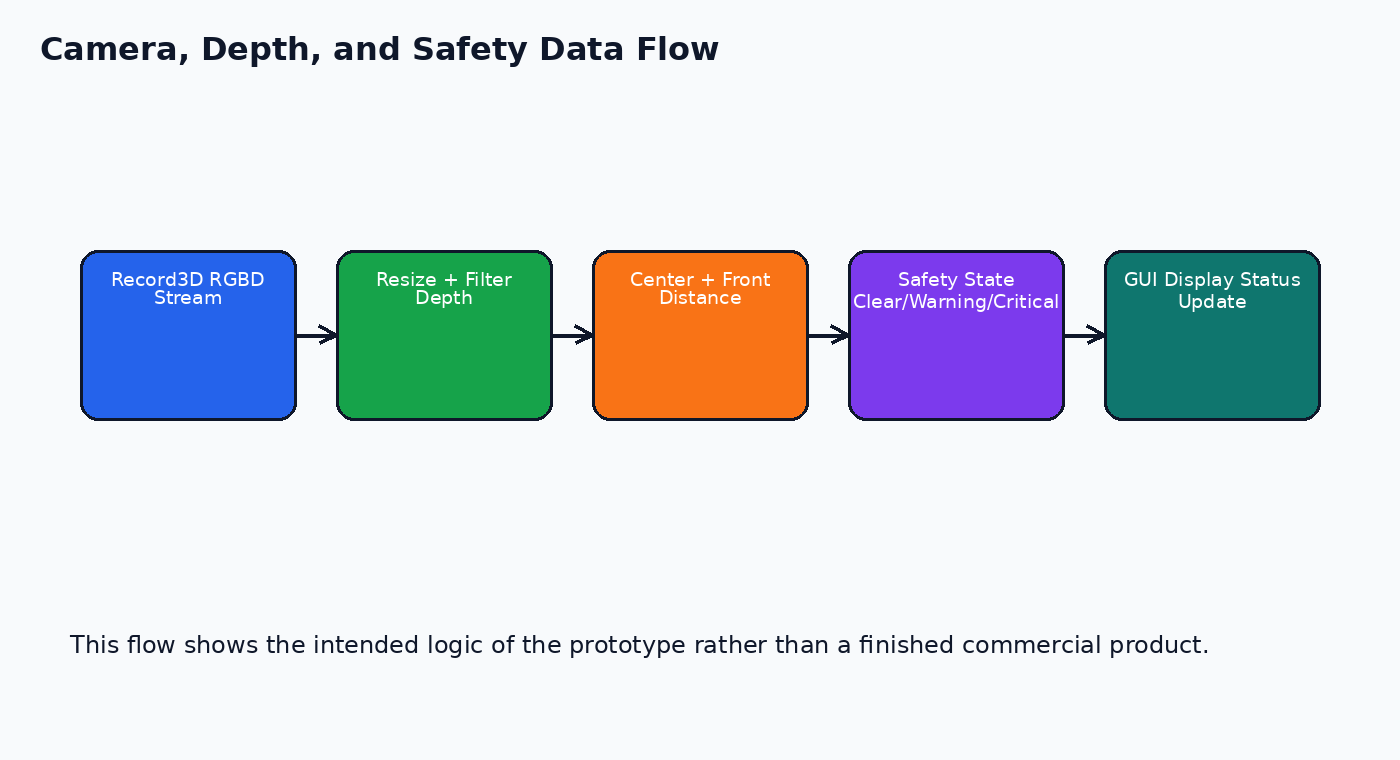 Camera, Depth, and Safety Data Flow
Record3D RGBD
Stream
Resize + Filter
Depth
Center + Front
Distance
Safety State
Clear/Warning/Critical
GUI Display Status
Update
This flow shows the intended logic of the prototype rather than a finished commercial product.